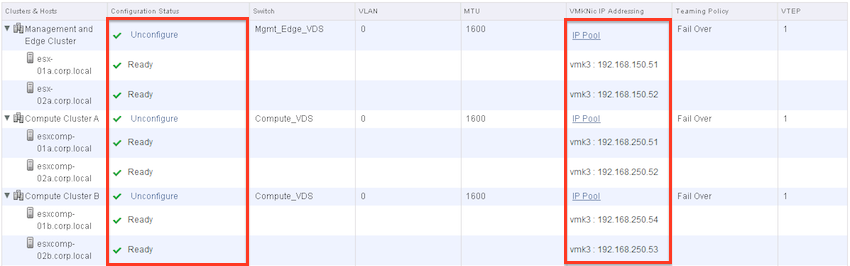 Clusters & Hosts Configuration Status Switch VLAN MTU VMKNic IP Addressing Teaming Policy VTEP
Management and Edge Cluster Unconfigure Mgmt_Edge_VDS 0 1600 IP Pool Fail Over 1
esx-01a.corp.local Ready vmk3 : 192.168.150.51
esx-02a.corp.local Ready vmk3 : 192.168.150.52
Compute Cluster A Unconfigure Compute_VDS 0 1600 IP Pool Fail Over 1
esxcomp-01a.corp.local Ready vmk3 : 192.168.250.51
esxcomp-02a.corp.local Ready vmk3 : 192.168.250.52
Compute Cluster B Unconfigure Compute_VDS 0 1600 IP Pool Fail Over 1
esxcomp-01b.corp.local Ready vmk3 : 192.168.250.54
esxcomp-02b.corp.local Ready vmk3 : 192.168.250.53